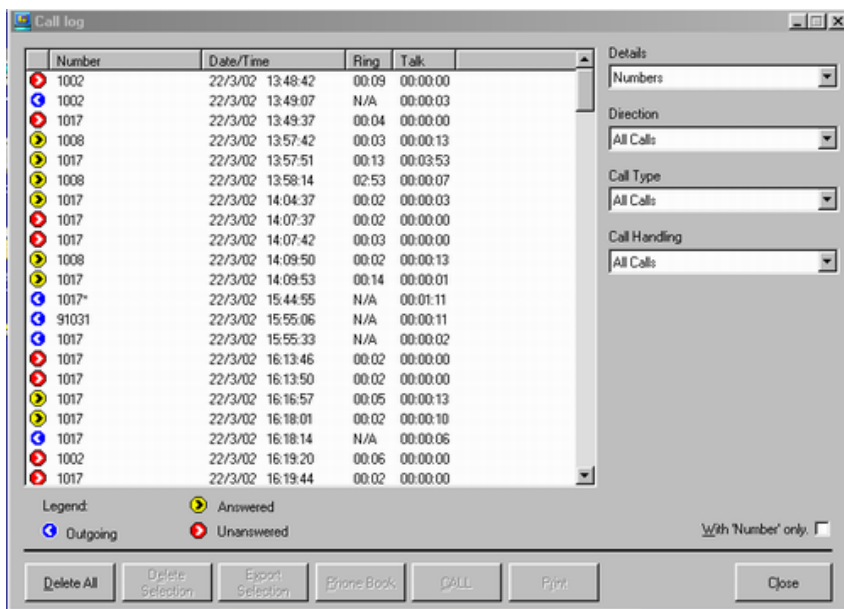 Call log
Number Date/Time Ring Talk
1002 22/3/02 13:48:42 00:09 00:00:00
1002 22/3/02 13:49:07 N/A 00:00:03
1017 22/3/02 13:49:37 00:04 00:00:00
1008 22/3/02 13:57:42 00:03 00:00:13
1017 22/3/02 13:57:51 00:13 00:03:53
1008 22/3/02 13:58:14 02:53 00:00:07
1017 22/3/02 14:04:37 00:02 00:00:03
1017 22/3/02 14:07:37 00:02 00:00:00
1017 22/3/02 14:07:42 00:03 00:00:00
1008 22/3/02 14:09:50 00:02 00:00:13
1017 22/3/02 14:09:53 00:14 00:00:01
1017* 22/3/02 15:44:55 N/A 00:01:11
91031 22/3/02 15:55:06 N/A 00:00:11
1017 22/3/02 15:55:33 N/A 00:00:02
1017 22/3/02 16:13:46 00:02 00:00:00
1017 22/3/02 16:13:50 00:02 00:00:00
1017 22/3/02 16:16:57 00:05 00:00:13
1017 22/3/02 16:18:01 00:02 00:00:10
1017 22/3/02 16:18:14 N/A 00:00:06
1002 22/3/02 16:19:20 00:06 00:00:00
1017 22/3/02 16:19:44 00:02 00:00:00
Details
Numbers
Direction
All Calls
Call Type
All Calls
Call Handling
All Calls
Legend: Answered
Outgoing Unanswered
With 'Number' only.
Delete All
Delete Selection
Export Selection
Phone Book
CALL
Print
Close